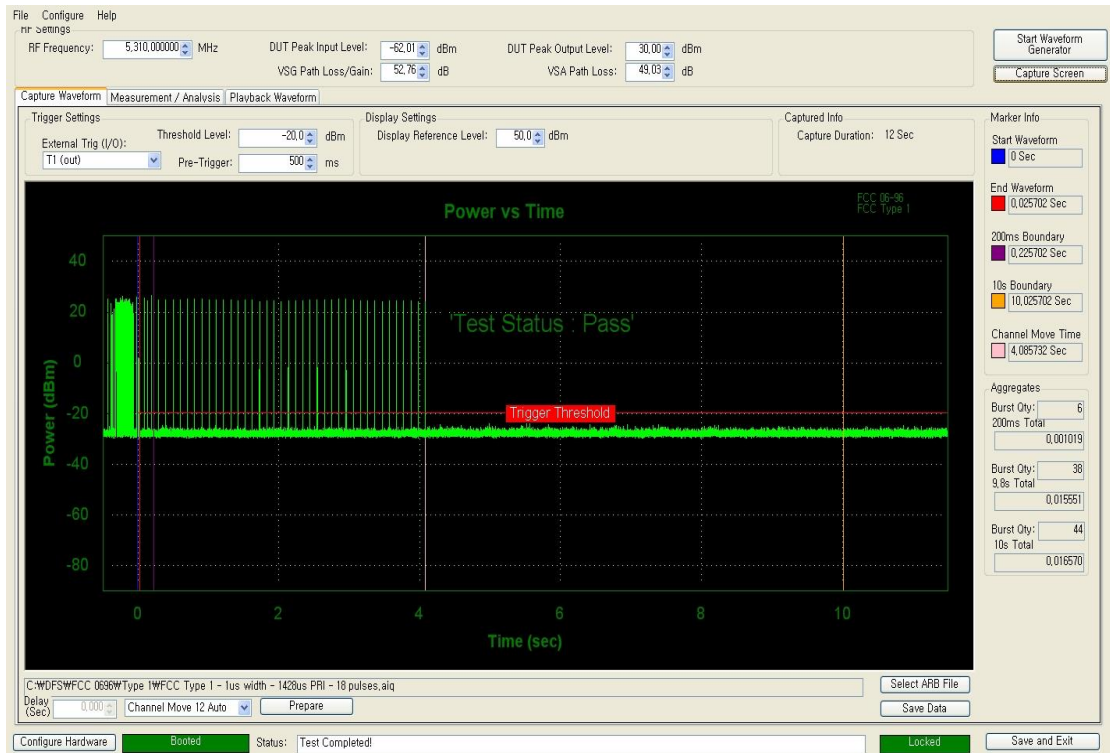 File Configure Help
RF Settings
RF Frequency: 5,310,000000 MHz DUT Peak Input Level: -62,01 dBm DUT Peak Output Level: 30,00 dBm
VSG Path Loss/Gain: 52,76 dB VSA Path Loss: 49,03 dB
Start Waveform
Generator
Capture Screen
Capture Waveform Measurement / Analysis Playback Waveform
Trigger Settings
External Trig (I/O):
T1 (out)
Threshold Level: -20,0 dBm
Pre-Trigger: 500 ms
Display Settings
Display Reference Level: 50,0 dBm
Captured Info
Capture Duration: 12 Sec
Power vs Time
FCC 06-96
FCC Type 1
Power (dBm)
40
20
0
-20
-40
-60
-80
'Test Status : Pass'
Trigger Threshold
0 2 4 6 8 10
Time (sec)
Marker Info
Start Waveform
0 Sec
End Waveform
0,025702 Sec
200ms Boundary
0,225702 Sec
10s Boundary
10,025702 Sec
Channel Move Time
4,085732 Sec
Aggregates
Burst Qty: 6
200ms Total
0,001019
Burst Qty: 38
9,8s Total
0,015551
Burst Qty: 44
10s Total
0,016570
C:₩DFS₩FCC 0696₩Type 1₩FCC Type 1 - 1us width - 1428us PRI - 18 pulses,aiq
Select ARB File
Delay
(Sec) 0,000 Channel Move 12 Auto Prepare
Save Data
Configure Hardware Booted Status: Test Completed! Locked Save and Exit